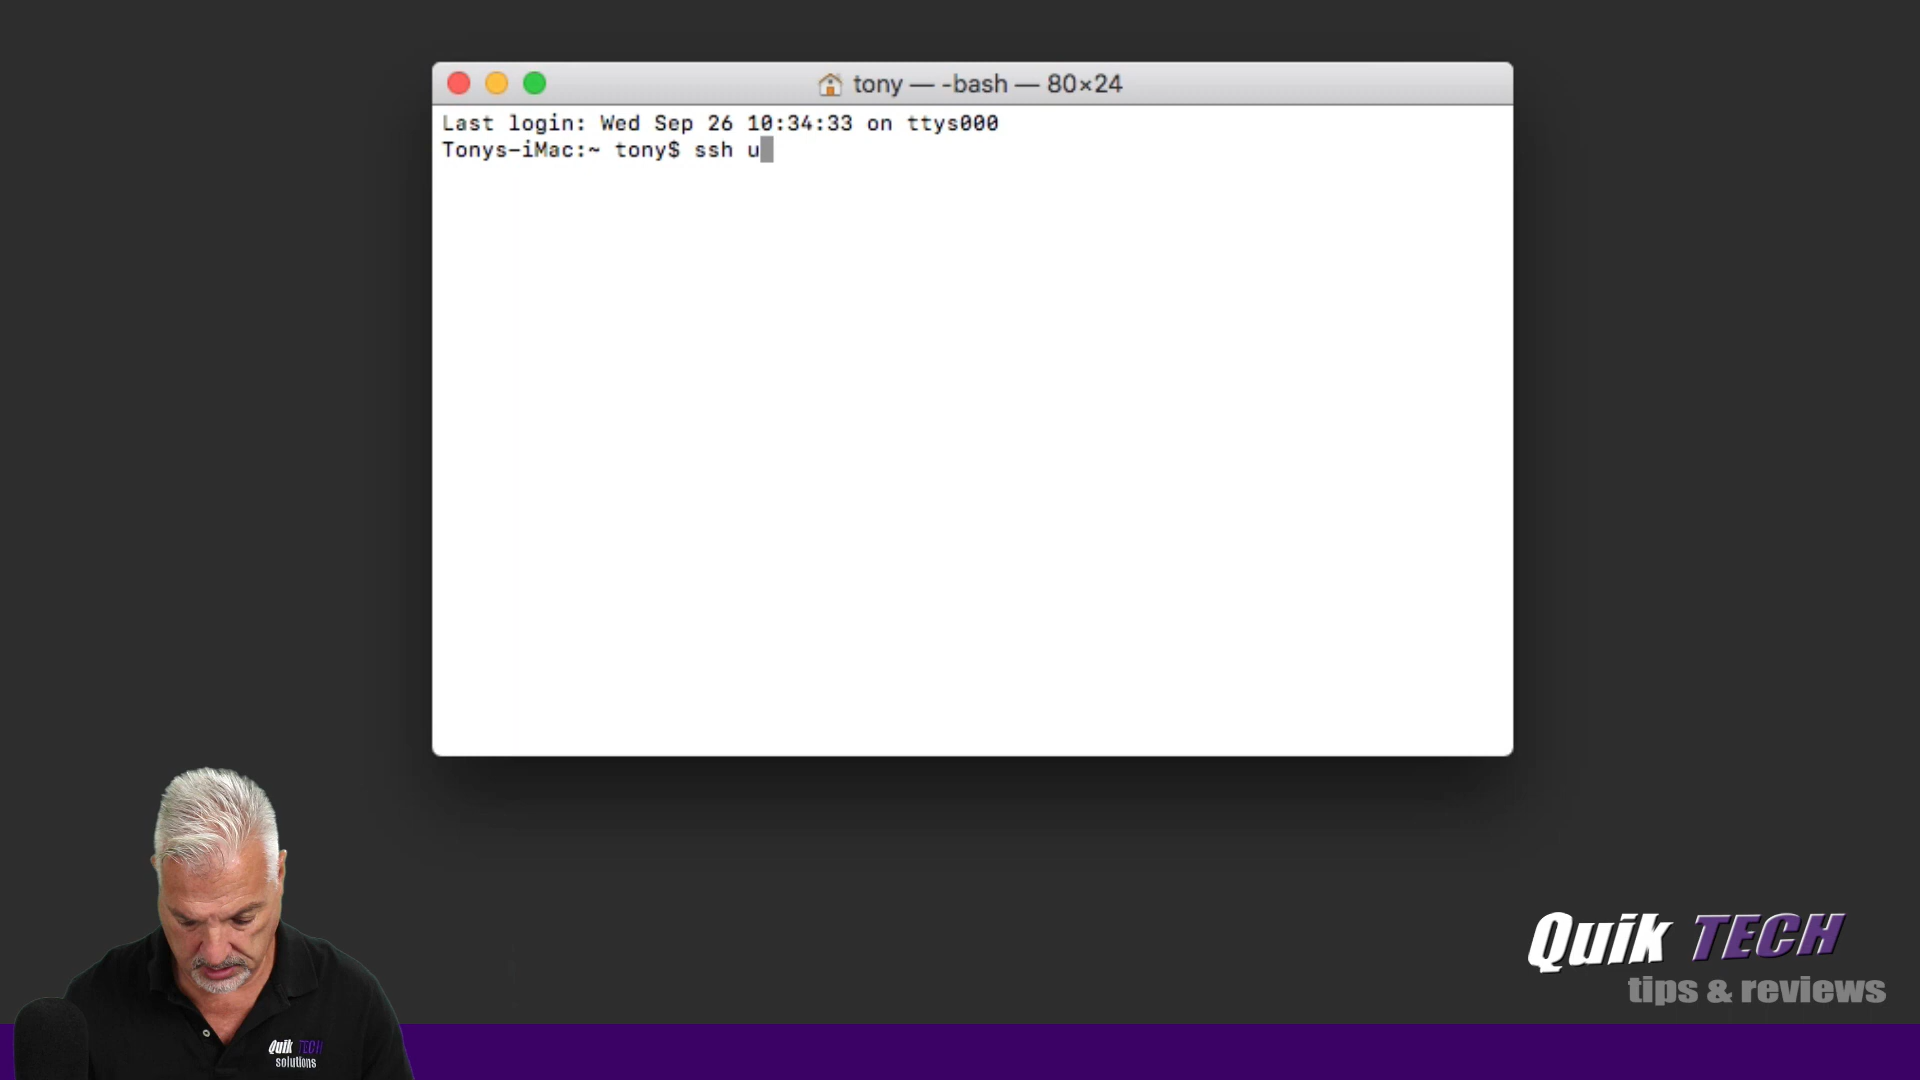 tony — -bash — 80×24
Last login: Wed Sep 26 10:34:33 on ttys000
Tonys-iMac:~ tony$ ssh u
Quik TECH
tips & reviews
Quik TECH
solutions